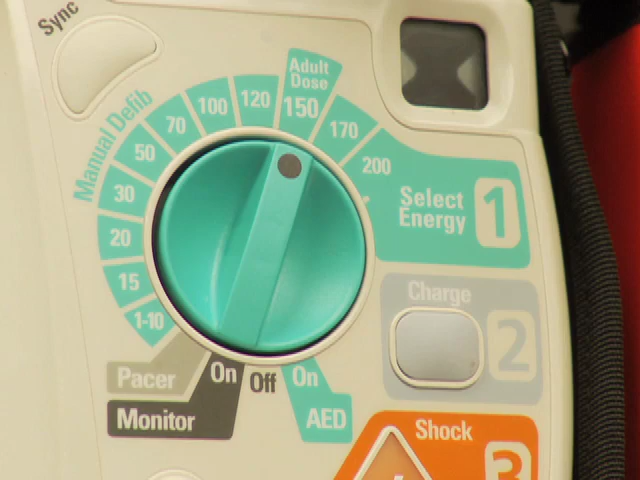 Sync
Manual Defib
Adult
Dose
1-10
15
20
30
50
70
100
120
150
170
200
Select
Energy
1
Charge
2
Pacer
Monitor
On
Off
On
AED
Shock
3